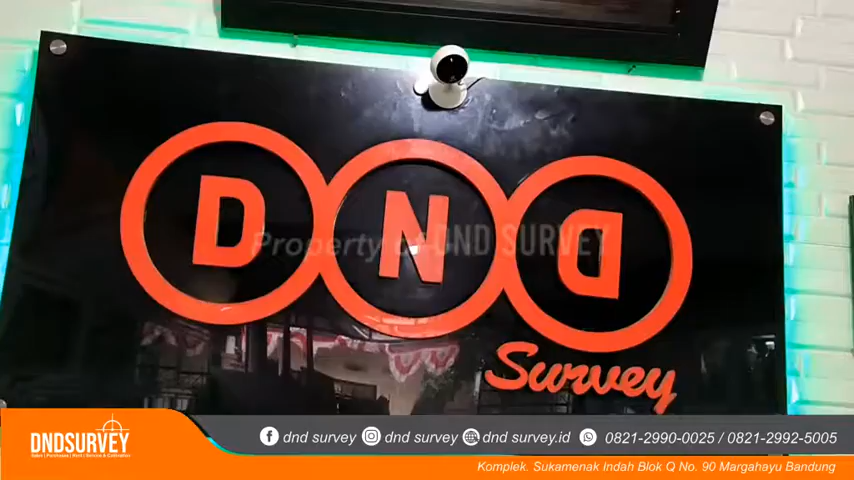 D N D
Property of DND SURVEY
Survey
DNDSURVEY
dnd survey dnd survey dnd survey.id 0821-2990-0025 / 0821-2992-5005
Komplek. Sukamenak Indah Blok Q No. 90 Margahayu Bandung